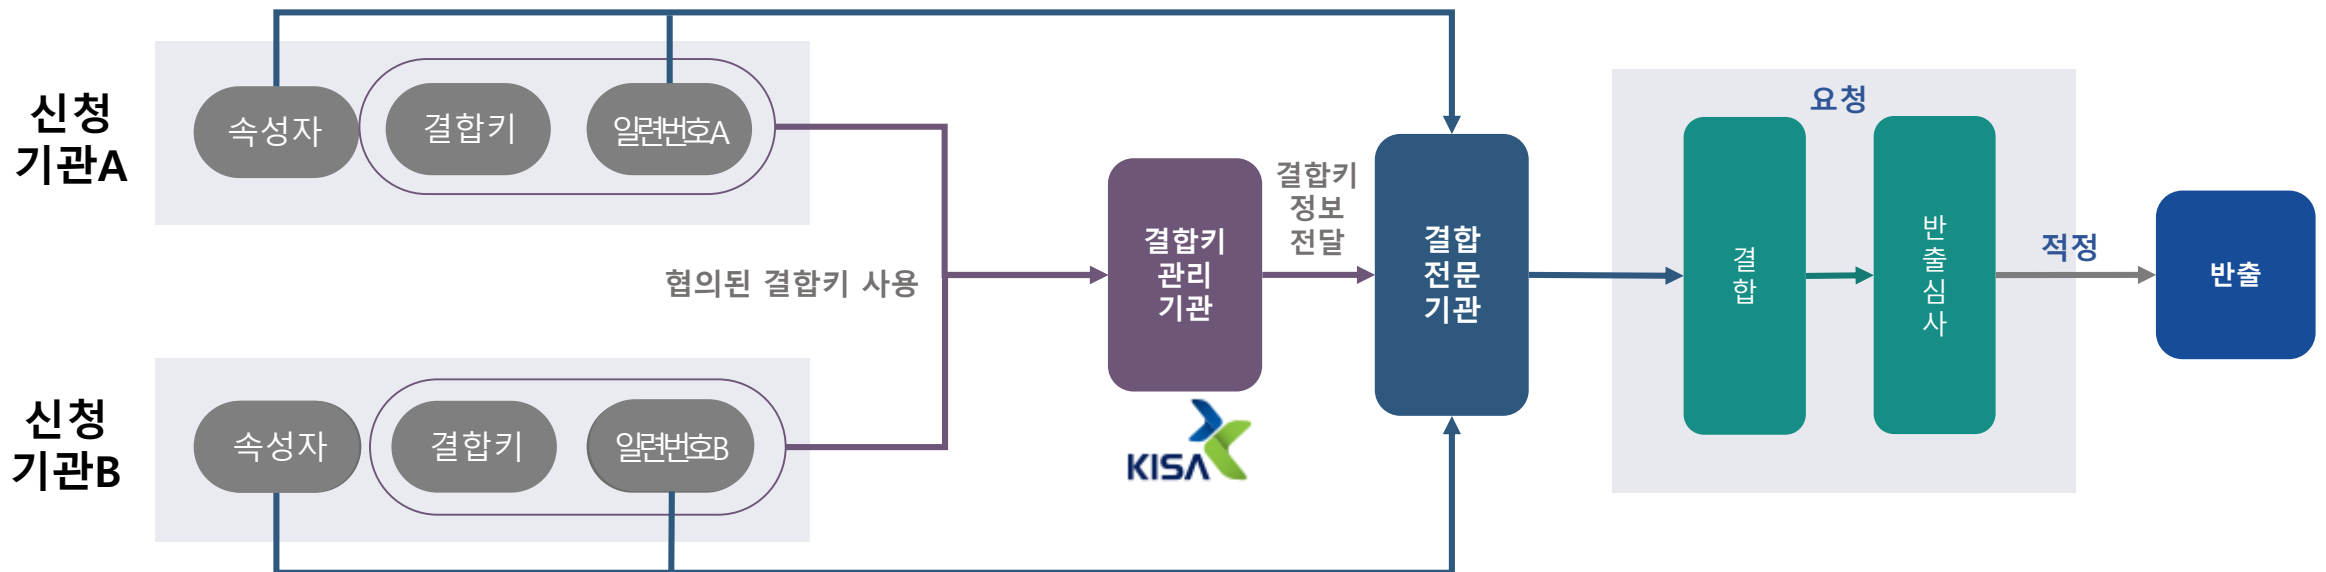 신청
기관A
속성자
결합키
일련번호A
협의된 결합키 사용
신청
기관B
속성자
결합키
일련번호B
결합키
관리
기관
KISA
결합키
정보
전달
결합
전문
기관
요청
결
합
반
출
심
사
적정
반출